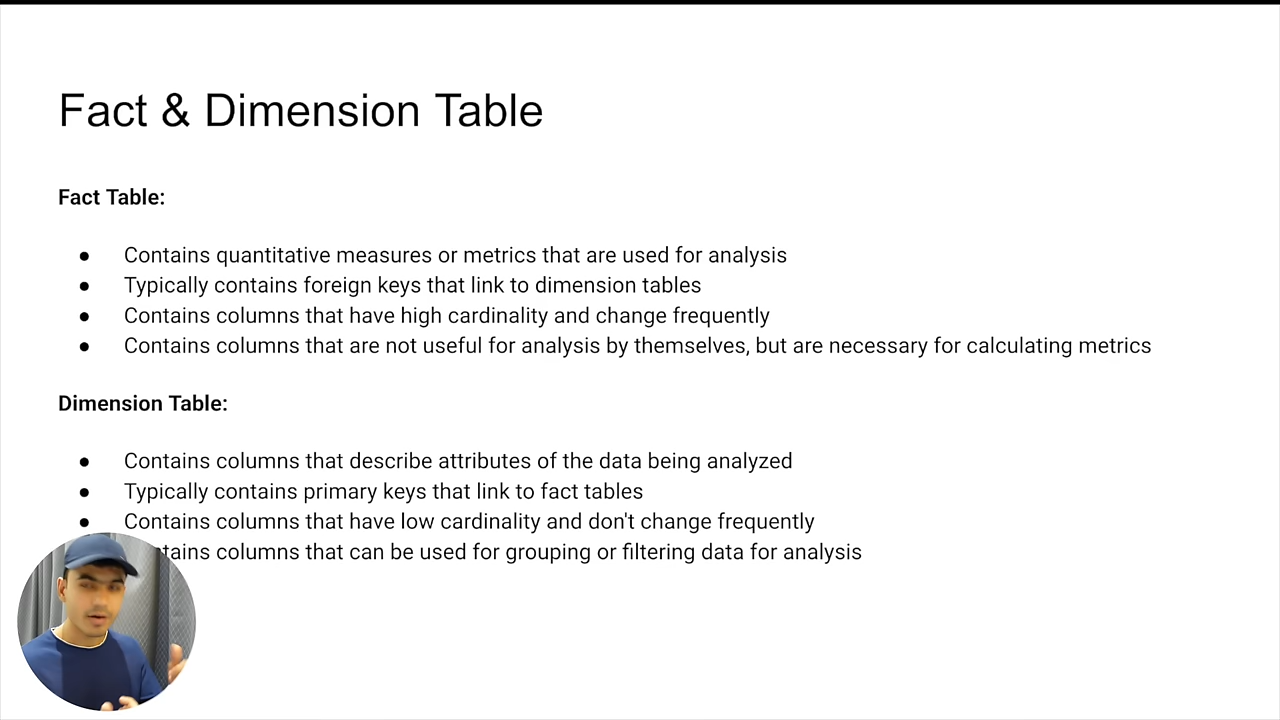 Fact & Dimension Table
Fact Table:
● Contains quantitative measures or metrics that are used for analysis
● Typically contains foreign keys that link to dimension tables
● Contains columns that have high cardinality and change frequently
● Contains columns that are not useful for analysis by themselves, but are necessary for calculating metrics
Dimension Table:
● Contains columns that describe attributes of the data being analyzed
● Typically contains primary keys that link to fact tables
● Contains columns that have low cardinality and don't change frequently
columns that can be used for grouping or filtering data for analysis